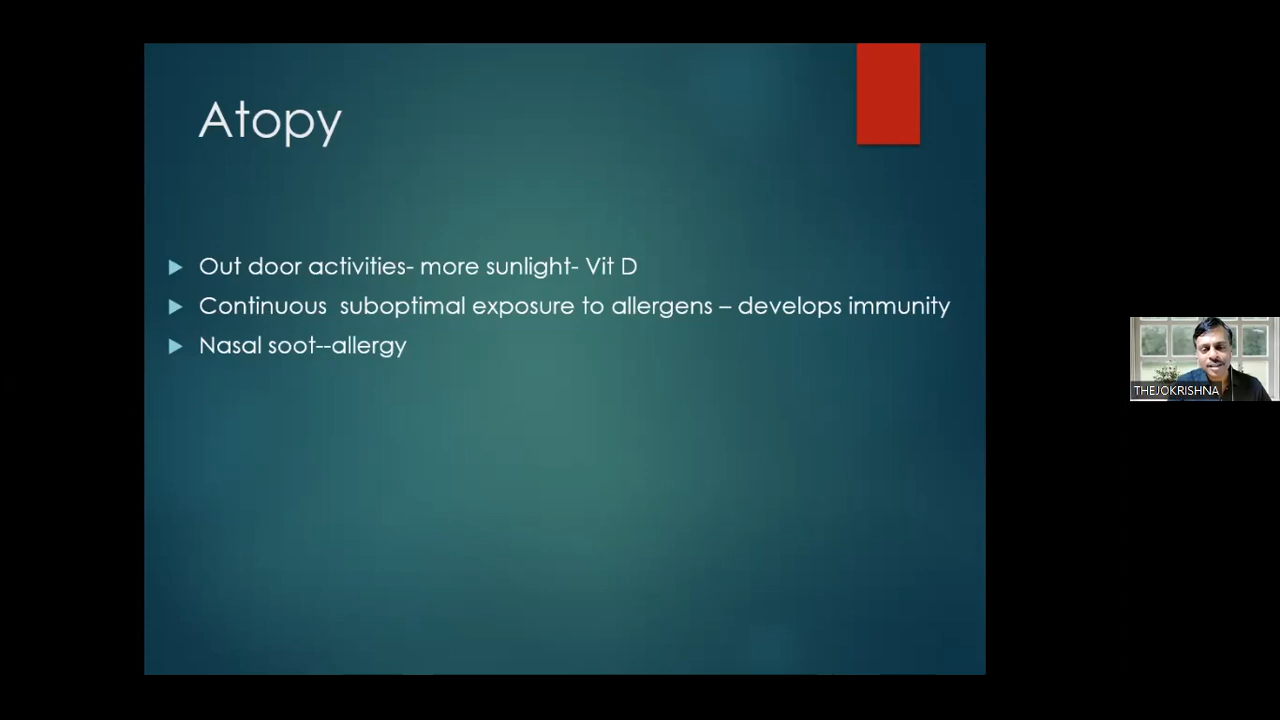 Atopy
Out door activities- more sunlight- Vit D
Continuous  suboptimal exposure to allergens – develops immunity
Nasal soot--allergy
THEJOKRISHNA